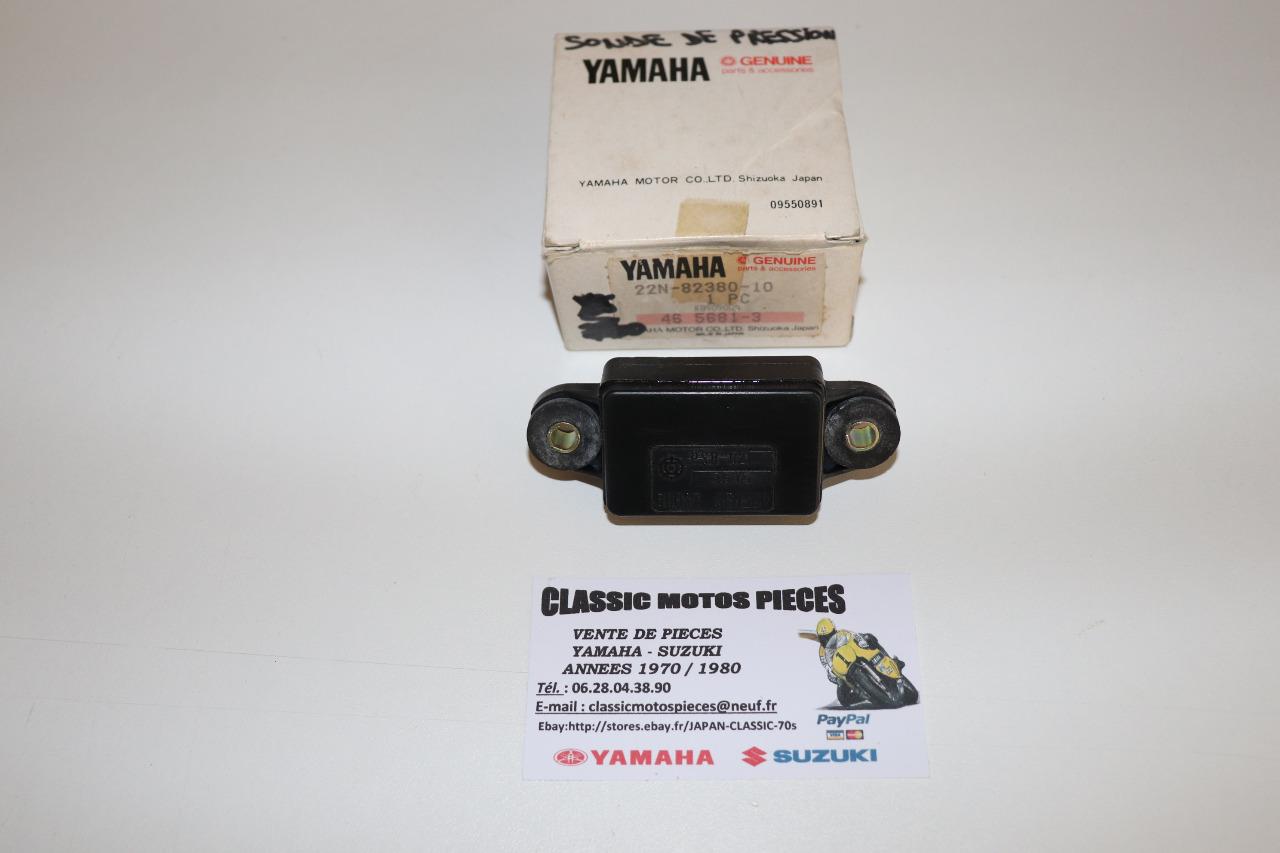 SONDE DE PRESSION
YAMAHA GENUINE
parts & accessories
YAMAHA MOTOR CO.,LTD. Shizuoka Japan
09550891
YAMAHA GENUINE
parts & accessories
22N-82380-10
1 PC
46 5681-3
MAHA MOTOR CO.,LTD. Shizuoka Japan
CLASSIC MOTOS PIECES
VENTE DE PIECES
YAMAHA - SUZUKI
ANNEES 1970 / 1980
Tél. : 06.28.04.38.90
E-mail : classicmotospieces@neuf.fr
Ebay:http://stores.ebay.fr/JAPAN-CLASSIC-70s
PayPal
VISA
YAMAHA SUZUKI